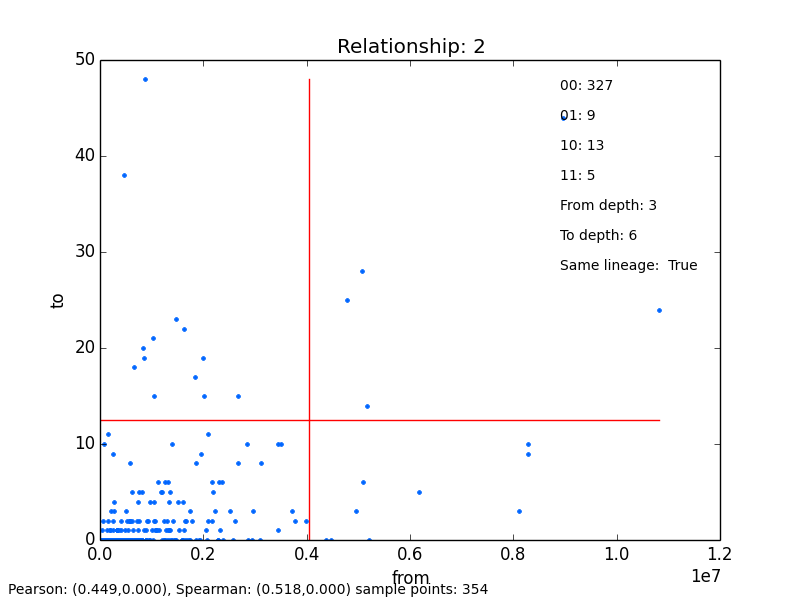 Relationship: 2
50
40
30
20
10
0
to
00: 327
01: 9
10: 13
11: 5
From depth: 3
To depth: 6
Same lineage:  True
0.0 0.2 0.4 0.6 0.8 1.0 1.2
1e7
from
Pearson: (0.449,0.000), Spearman: (0.518,0.000) sample points: 354